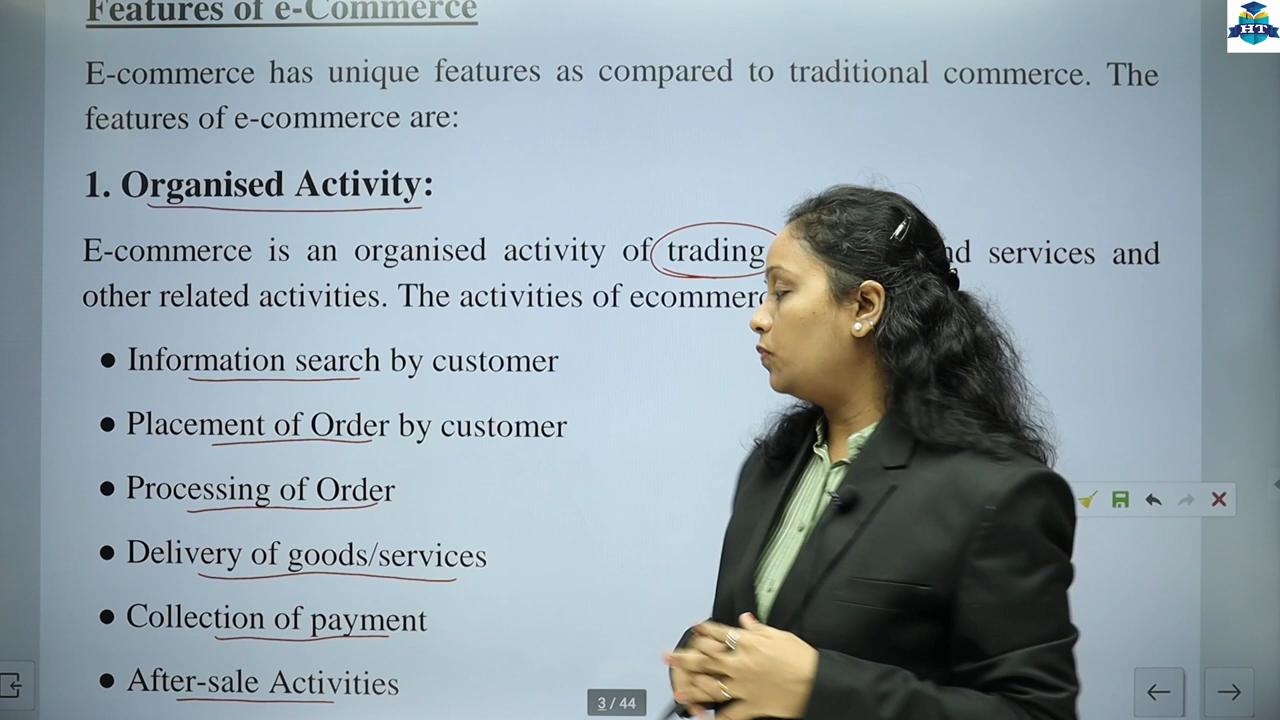 Features of e-Commerce
HT
E-commerce has unique features as compared to traditional commerce. The
features of e-commerce are:
1. Organised Activity:
E-commerce is an organised activity of trading services and
other related activities. The activities of
● Information search by customer
● Placement of Order by customer
● Processing of Order
● Delivery of goods/services
● Collection of payment
● After-sale Activities
3 / 44